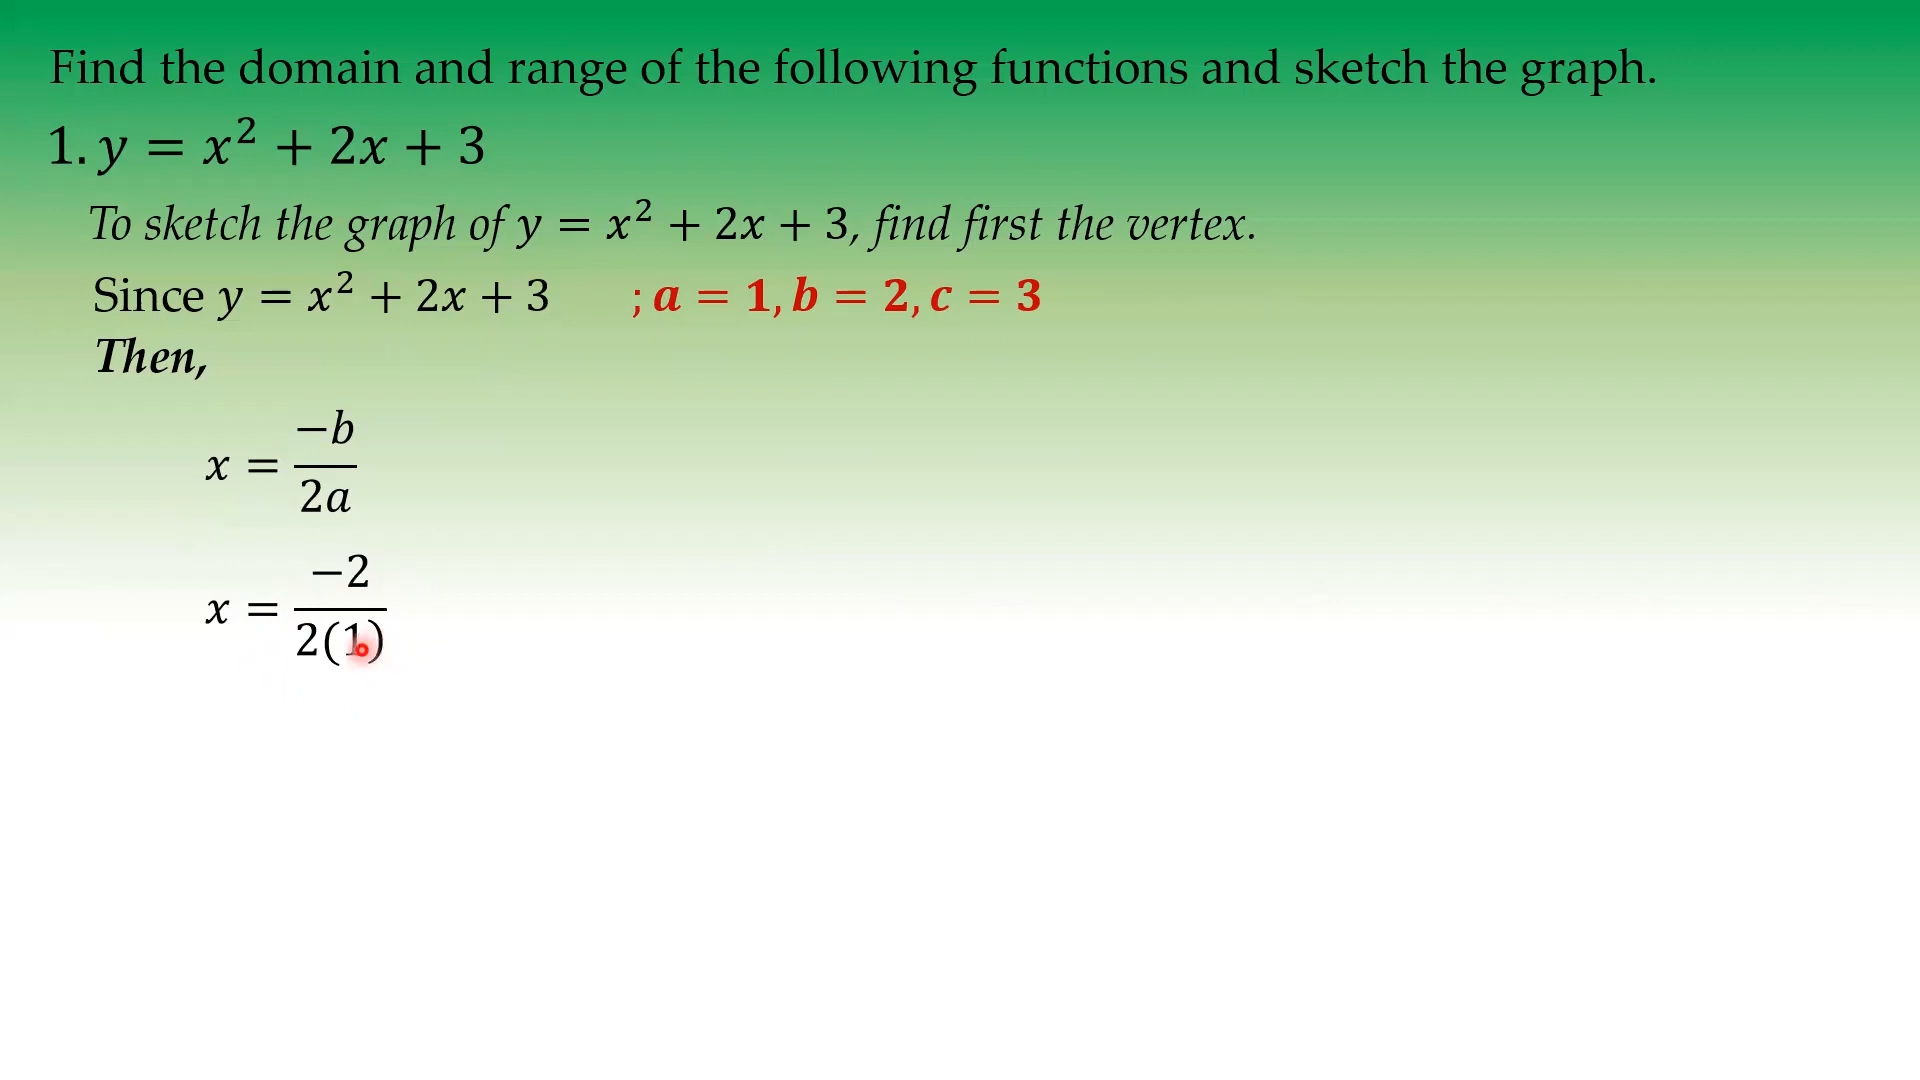 Find the domain and range of the following functions and sketch the graph.
1. y = x² + 2x + 3
To sketch the graph of y = x² + 2x + 3, find first the vertex.
Since y = x² + 2x + 3 ; a = 1, b = 2, c = 3
Then,
x = −b/2a
x = −2/2(1)